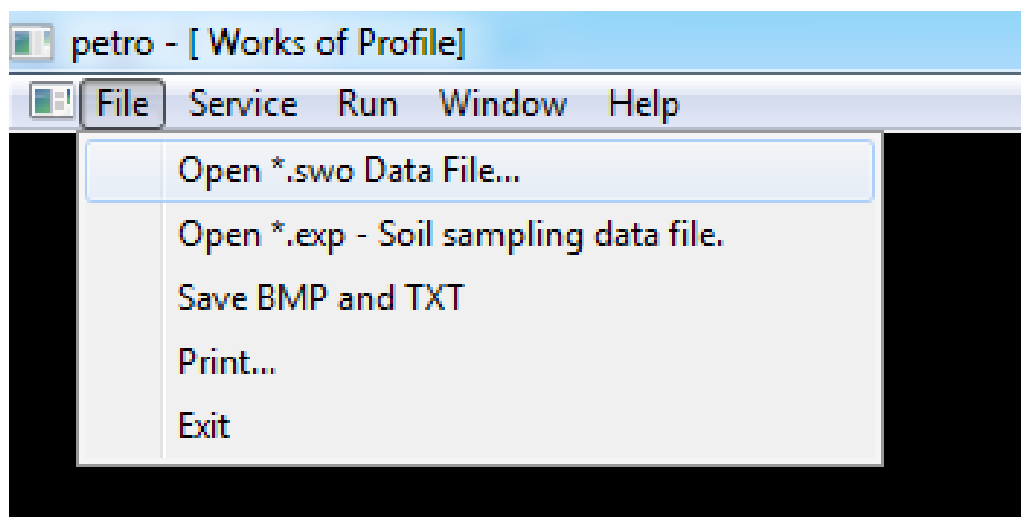 petro - [ Works of Profile]
File Service Run Window Help
Open *.swo Data File...
Open *.exp - Soil sampling data file.
Save BMP and TXT
Print...
Exit